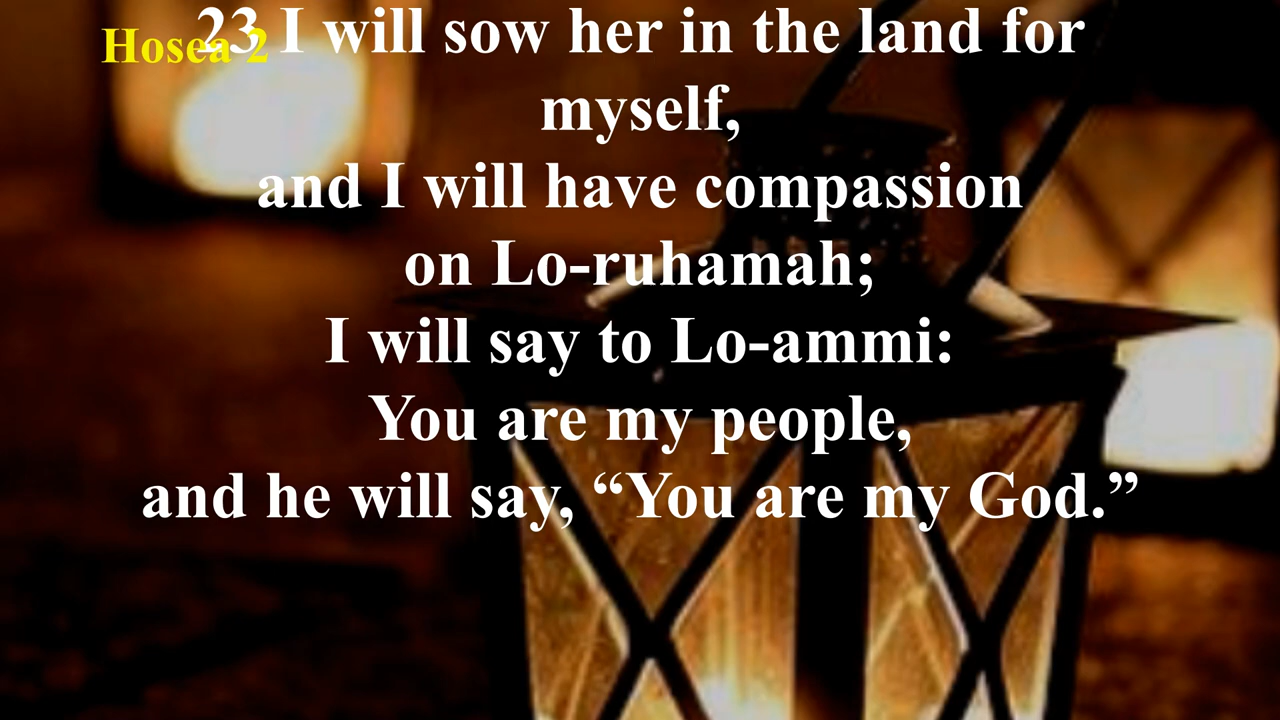 Hosea 2
23 I will sow her in the land for
myself,
and I will have compassion
on Lo-ruhamah;
I will say to Lo-ammi:
You are my people,
and he will say, “You are my God.”